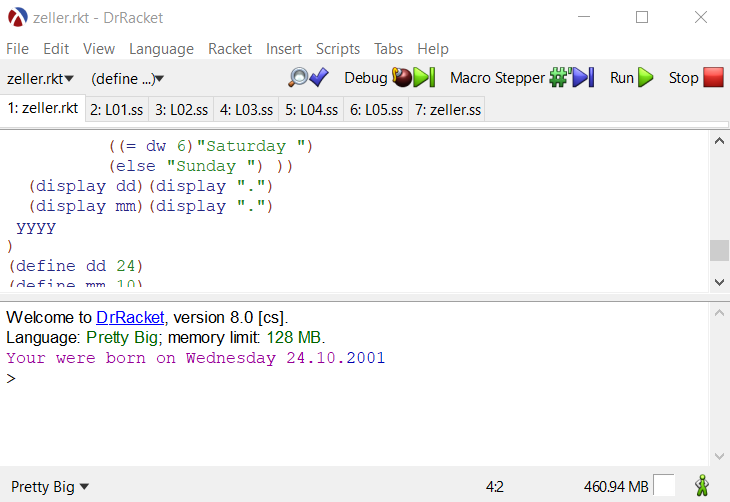 zeller.rkt - DrRacket
File Edit View Language Racket Insert Scripts Tabs Help
zeller.rkt▾ (define ...)▾ Debug Macro Stepper #' Run Stop
1: zeller.rkt 2: L01.ss 3: L02.ss 4: L03.ss 5: L04.ss 6: L05.ss 7: zeller.ss
((= dw 6)"Saturday ")
(else "Sunday ") ))
(display dd)(display ".")
(display mm)(display ".")
yyyy
)
(define dd 24)
(define mm 10)
Welcome to DrRacket, version 8.0 [cs].
Language: Pretty Big; memory limit: 128 MB.
Your were born on Wednesday 24.10.2001
>
Pretty Big▾ 4:2 460.94 MB